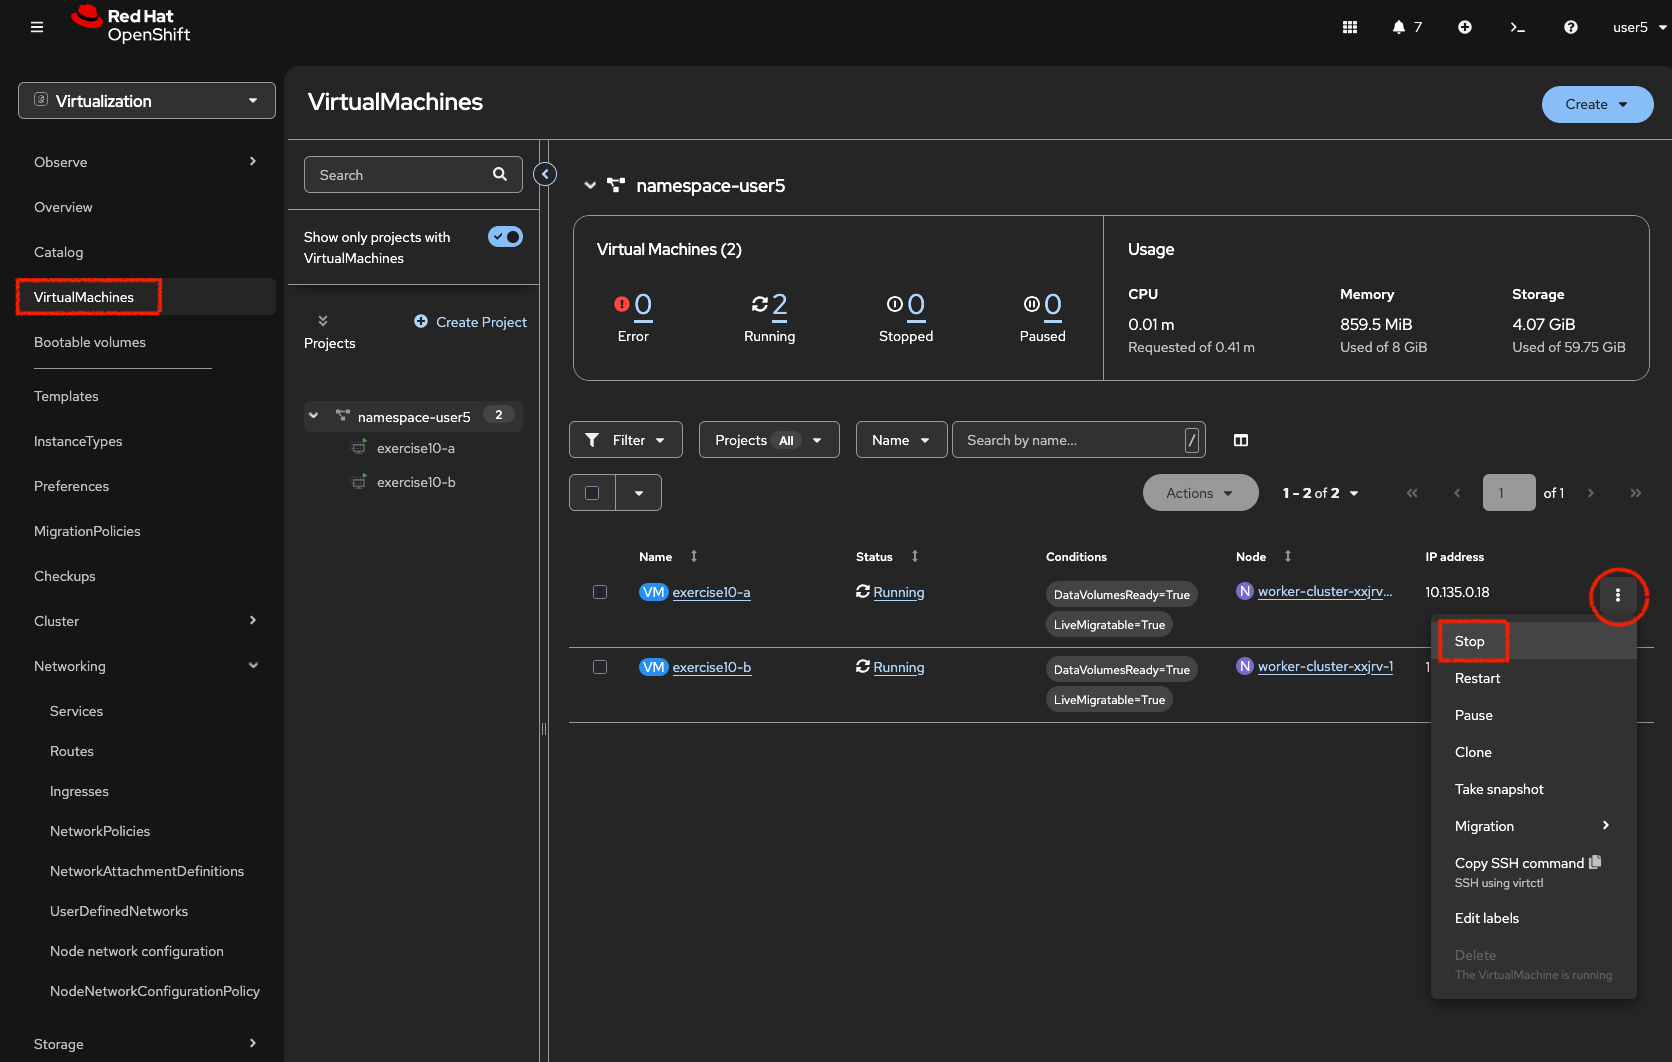 Red Hat
OpenShift
7
user5
Virtualization
Observe
Overview
Catalog
VirtualMachines
Bootable volumes
Templates
InstanceTypes
Preferences
MigrationPolicies
Checkups
Cluster
Networking
Services
Routes
Ingresses
NetworkPolicies
NetworkAttachmentDefinitions
UserDefinedNetworks
Node network configuration
NodeNetworkConfigurationPolicy
Storage
VirtualMachines
Create
Search
Show only projects with
VirtualMachines
Create Project
Projects
namespace-user5 2
exercise10-a
exercise10-b
namespace-user5
Virtual Machines (2)
0
Error
2
Running
0
Stopped
0
Paused
Usage
CPU
0.01 m
Requested of 0.41 m
Memory
859.5 MiB
Used of 8 GiB
Storage
4.07 GiB
Used of 59.75 GiB
Filter
Projects All
Name
Search by name...
/
Actions
1 - 2 of 2
1
of 1
Name Status Conditions Node IP address
VM exercise10-a Running DataVolumesReady=True N worker-cluster-xxjrv... 10.135.0.18
LiveMigratable=True
VM exercise10-b Running DataVolumesReady=True N worker-cluster-xxjrv-1 1
LiveMigratable=True
Stop
Restart
Pause
Clone
Take snapshot
Migration
Copy SSH command
SSH using virtctl
Edit labels
Delete
The VirtualMachine is running